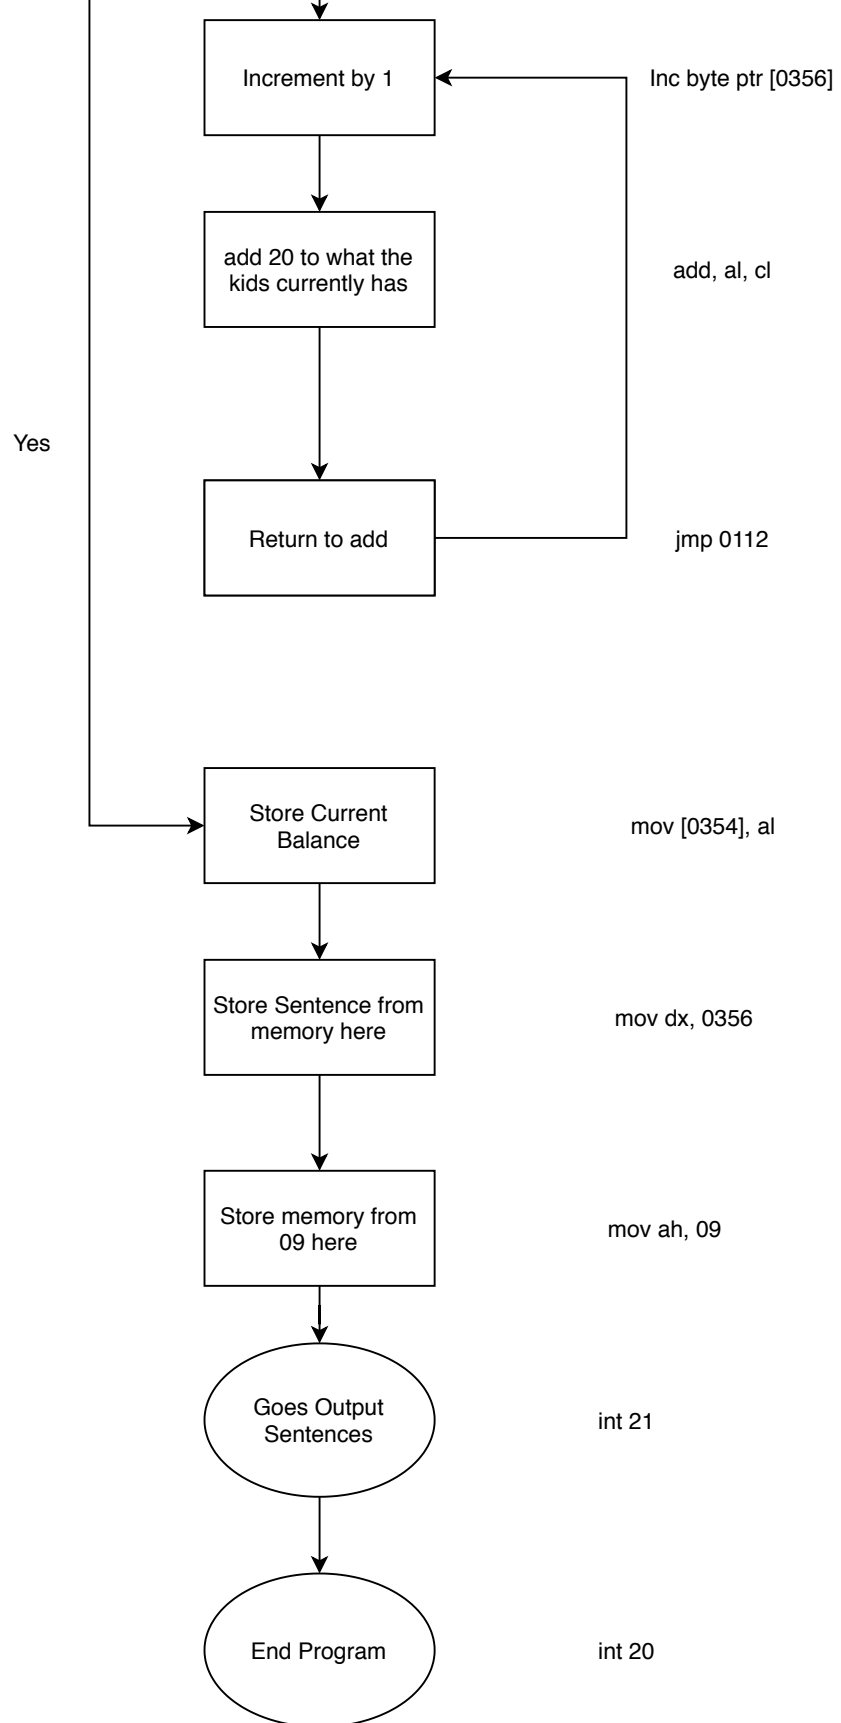 Increment by 1
Inc byte ptr [0356]
add 20 to what the
kids currently has
add, al, cl
Yes
Return to add
jmp 0112
Store Current
Balance
mov [0354], al
Store Sentence from
memory here
mov dx, 0356
Store memory from
09 here
mov ah, 09
Goes Output
Sentences
int 21
End Program
int 20